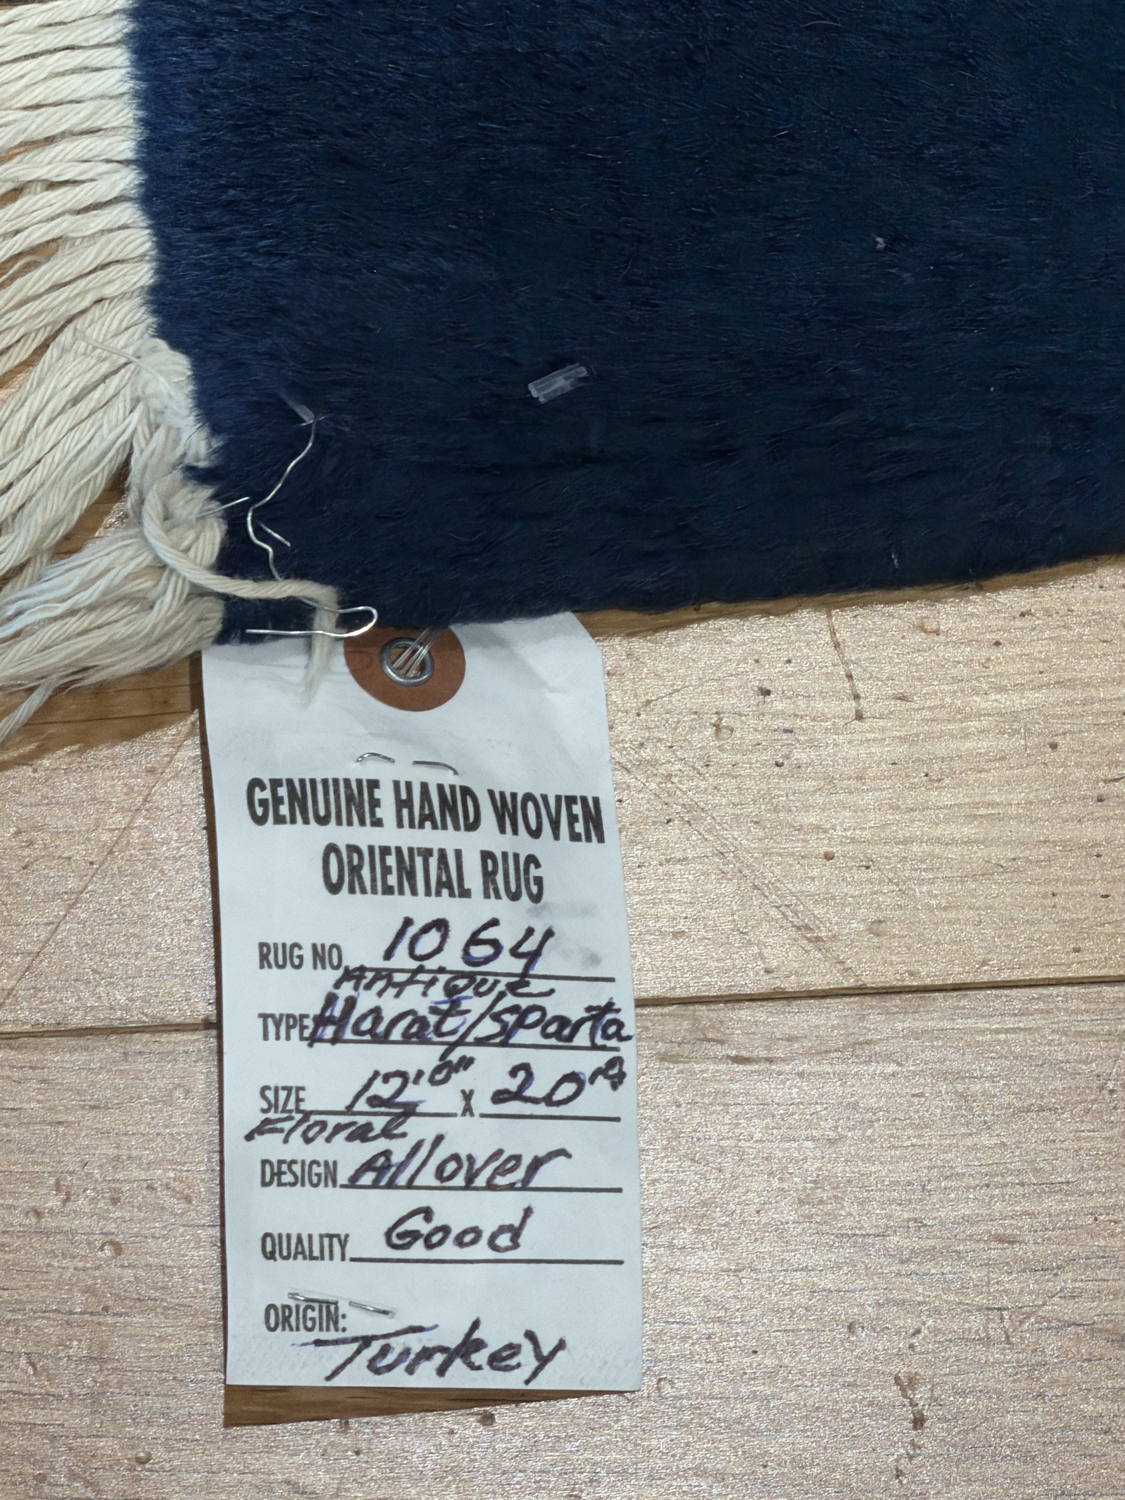 GENUINE HAND WOVEN
ORIENTAL RUG
RUG NO. 1064
Antique
TYPE Harat/Sparta
SIZE 12'0" X 20
Floral
DESIGN Allover
QUALITY Good
ORIGIN:
Turkey